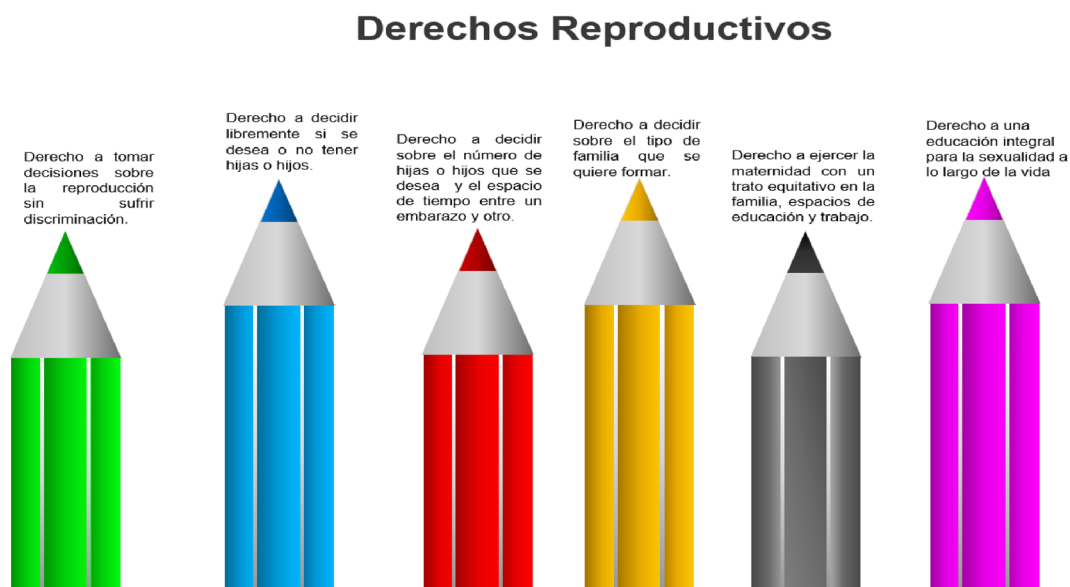 Derechos Reproductivos
Derecho a tomar
decisiones sobre
la reproducción
sin sufrir
discriminación.
Derecho a decidir
libremente si se
desea o no tener
hijas o hijos.
Derecho a decidir
sobre el número de
hijas o hijos que se
desea y el espacio
de tiempo entre un
embarazo y otro.
Derecho a decidir
sobre el tipo de
familia que se
quiere formar.
Derecho a ejercer la
maternidad con un
trato equitativo en la
familia, espacios de
educación y trabajo.
Derecho a una
educación integral
para la sexualidad a
lo largo de la vida